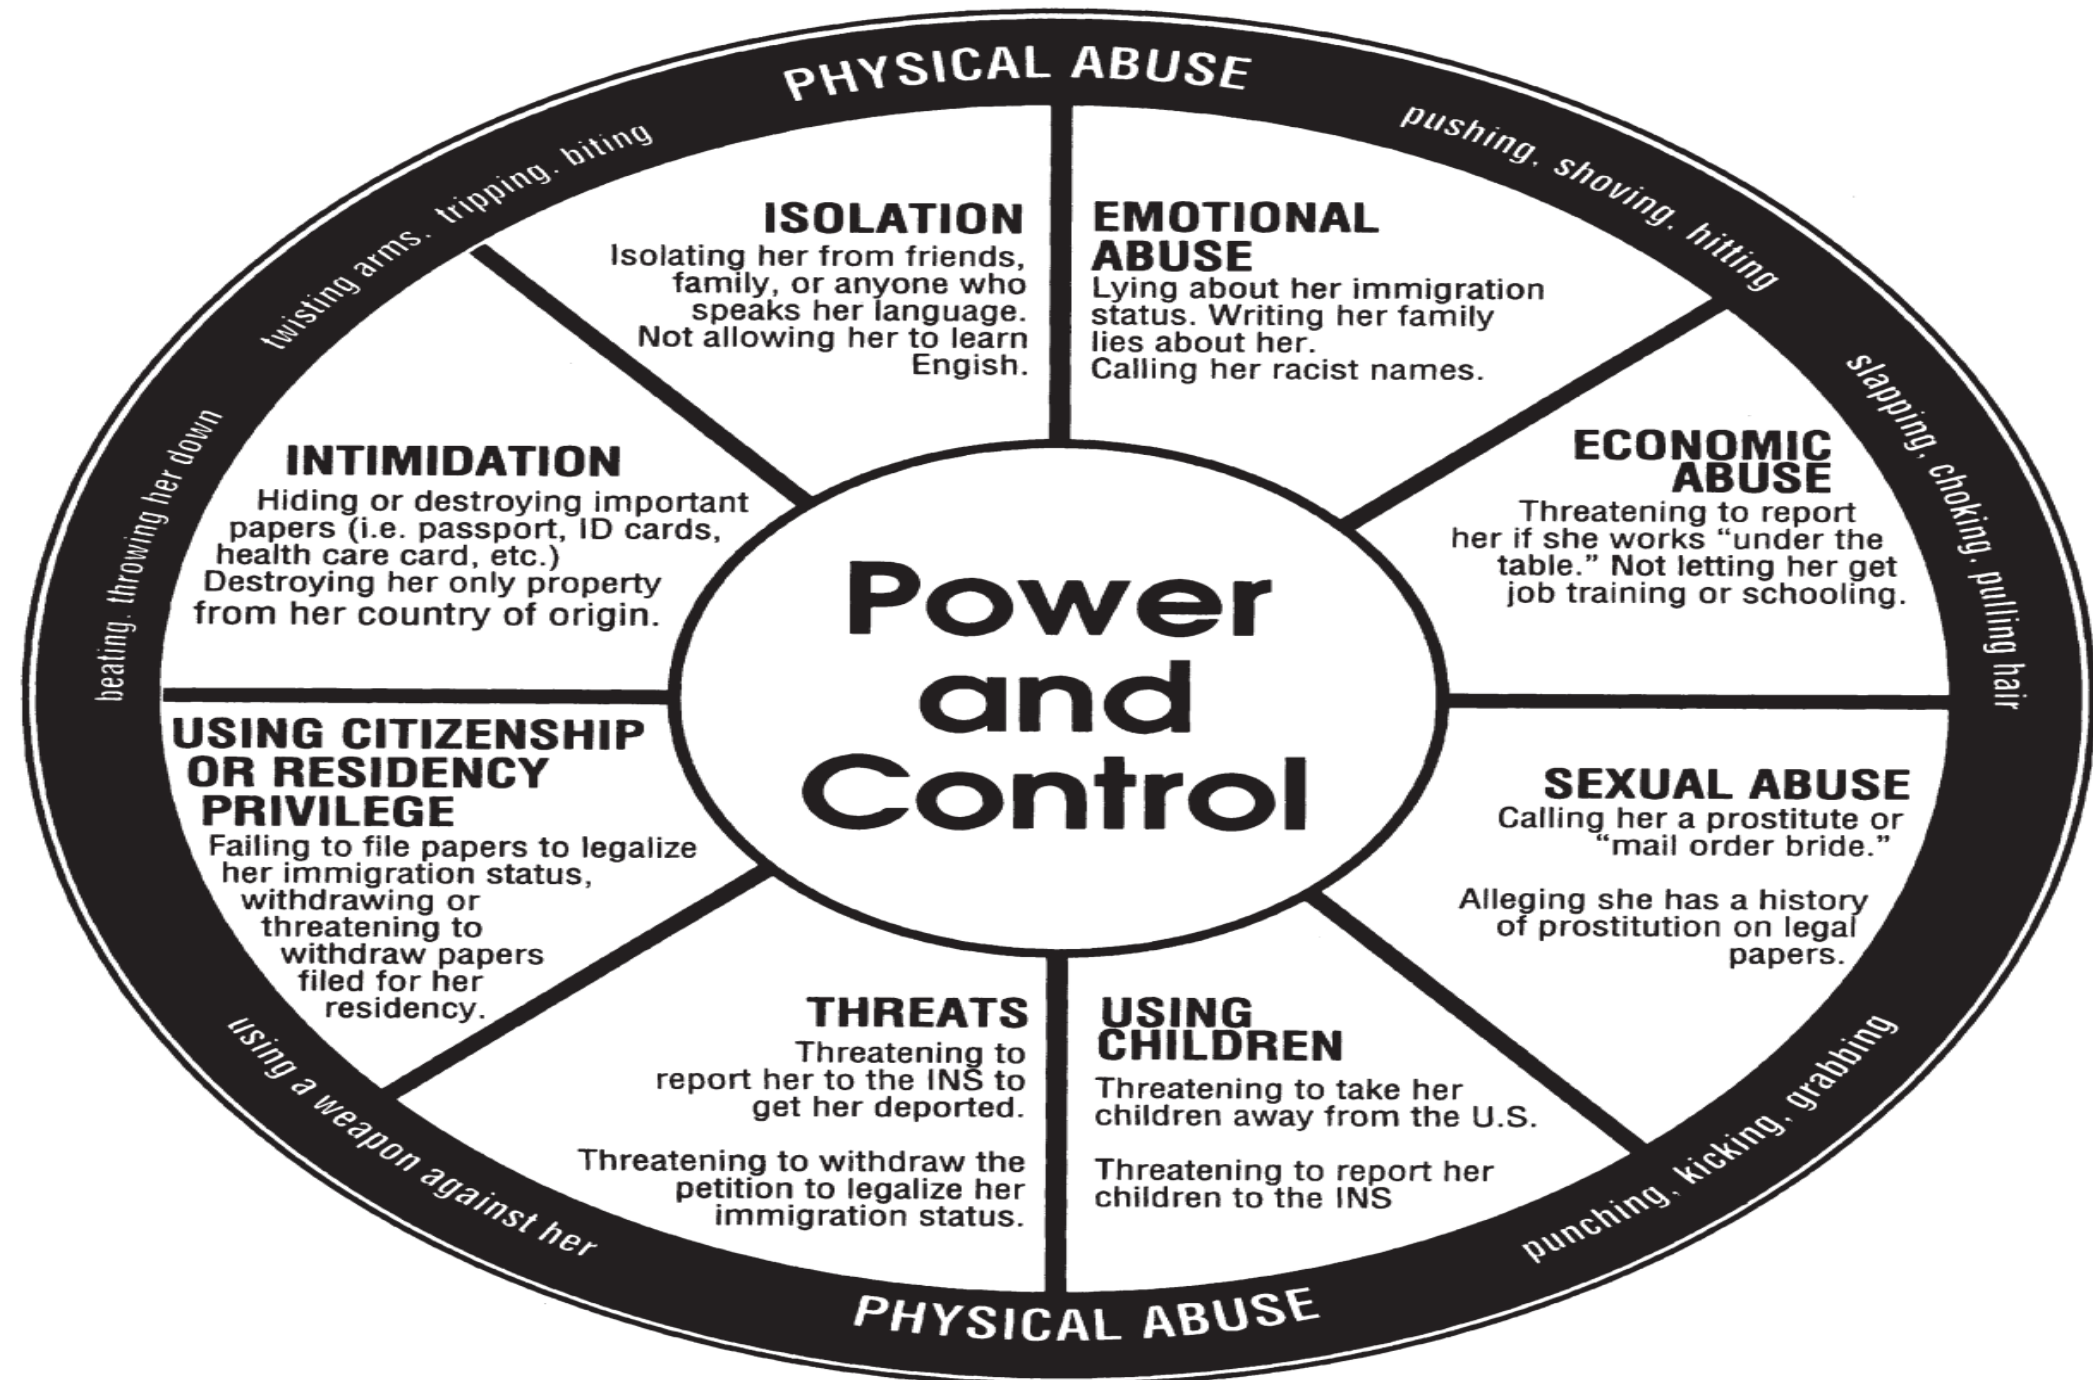 PHYSICAL ABUSE
pushing, shoving, hitting
slapping, choking, pulling hair
punching, kicking, grabbing
PHYSICAL ABUSE
using a weapon against her
beating. throwing her down
twisting arms. tripping. biting
ISOLATION
Isolating her from friends,
family, or anyone who
speaks her language.
Not allowing her to learn
Engish.
EMOTIONAL
ABUSE
Lying about her immigration
status. Writing her family
lies about her.
Calling her racist names.
ECONOMIC
ABUSE
Threatening to report
her if she works “under the
table.” Not letting her get
job training or schooling.
SEXUAL ABUSE
Calling her a prostitute or
“mail order bride.”
Alleging she has a history
of prostitution on legal
papers.
USING
CHILDREN
Threatening to take her
children away from the U.S.
Threatening to report her
children to the INS
THREATS
Threatening to
report her to the INS to
get her deported.
Threatening to withdraw the
petition to legalize her
immigration status.
USING CITIZENSHIP
OR RESIDENCY
PRIVILEGE
Failing to file papers to legalize
her immigration status,
withdrawing or
threatening to
withdraw papers
filed for her
residency.
INTIMIDATION
Hiding or destroying important
papers (i.e. passport, ID cards,
health care card, etc.)
Destroying her only property
from her country of origin.
Power
and
Control